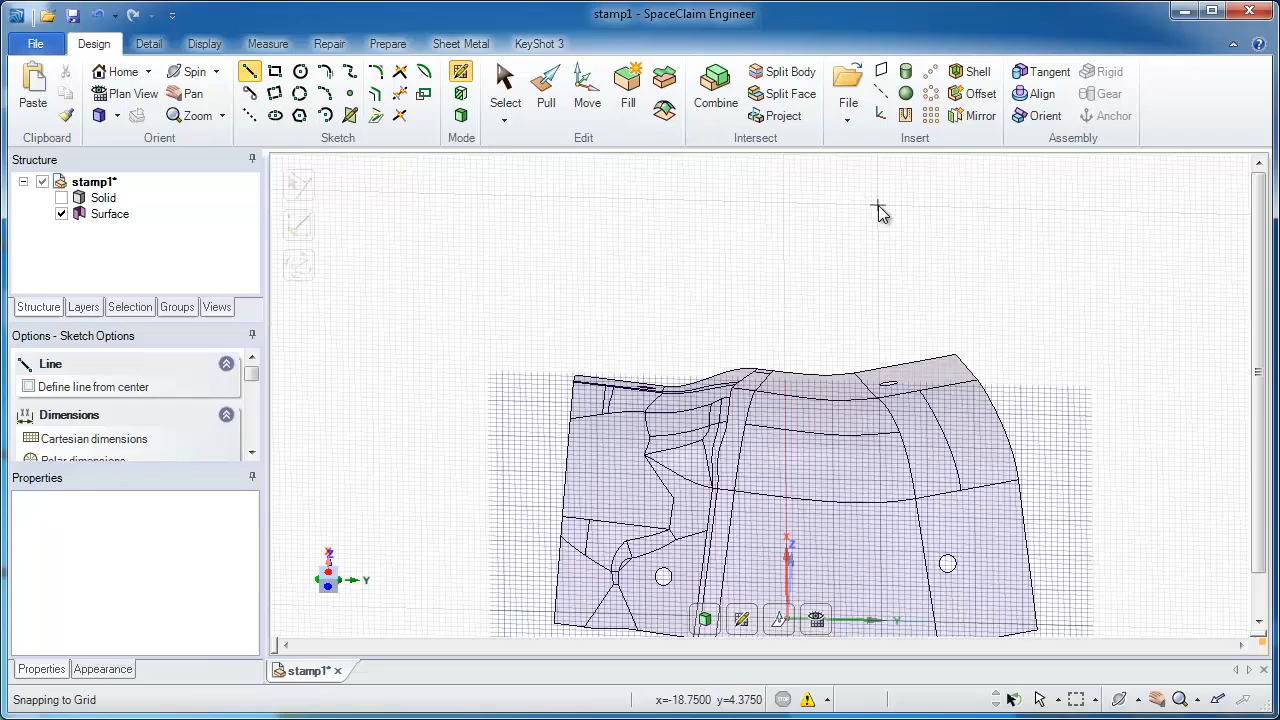 stamp1 - SpaceClaim Engineer
File Design Detail Display Measure Repair Prepare Sheet Metal KeyShot 3
Paste
Home Spin
Plan View Pan
Zoom
Select Pull Move Fill
Combine
Split Body
Split Face
Project
File
Shell
Offset
Mirror
Tangent Rigid
Align Gear
Orient Anchor
Clipboard Orient Sketch Mode Edit Intersect Insert Assembly
Structure
stamp1*
Solid
Surface
Structure Layers Selection Groups Views
Options - Sketch Options
Line
Define line from center
Dimensions
Cartesian dimensions
Polar dimensions
Properties
X
Z
Y
X
Z
Y
Properties Appearance
stamp1*
Snapping to Grid
x=-18.7500 y=4.3750